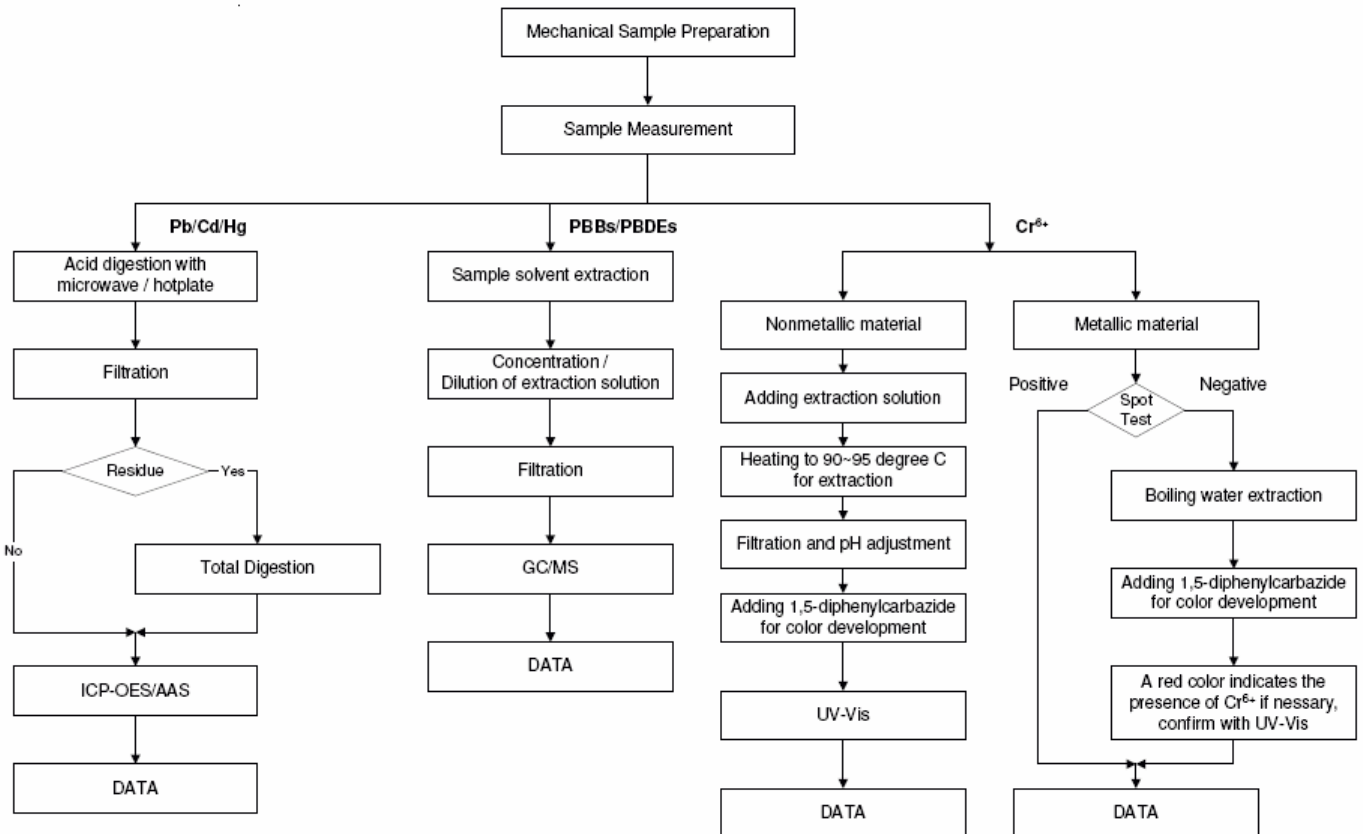 Mechanical Sample Preparation
Sample Measurement
Pb/Cd/Hg
Acid digestion with
microwave / hotplate
Filtration
Residue
Yes
No
Total Digestion
ICP-OES/AAS
DATA
PBBs/PBDEs
Sample solvent extraction
Concentration /
Dilution of extraction solution
Filtration
GC/MS
DATA
Cr⁶⁺
Nonmetallic material
Adding extraction solution
Heating to 90~95 degree C
for extraction
Filtration and pH adjustment
Adding 1,5-diphenylcarbazide
for color development
UV-Vis
DATA
Metallic material
Positive
Negative
Spot
Test
Boiling water extraction
Adding 1,5-diphenylcarbazide
for color development
A red color indicates the
presence of Cr⁶⁺ if nessary,
confirm with UV-Vis
DATA